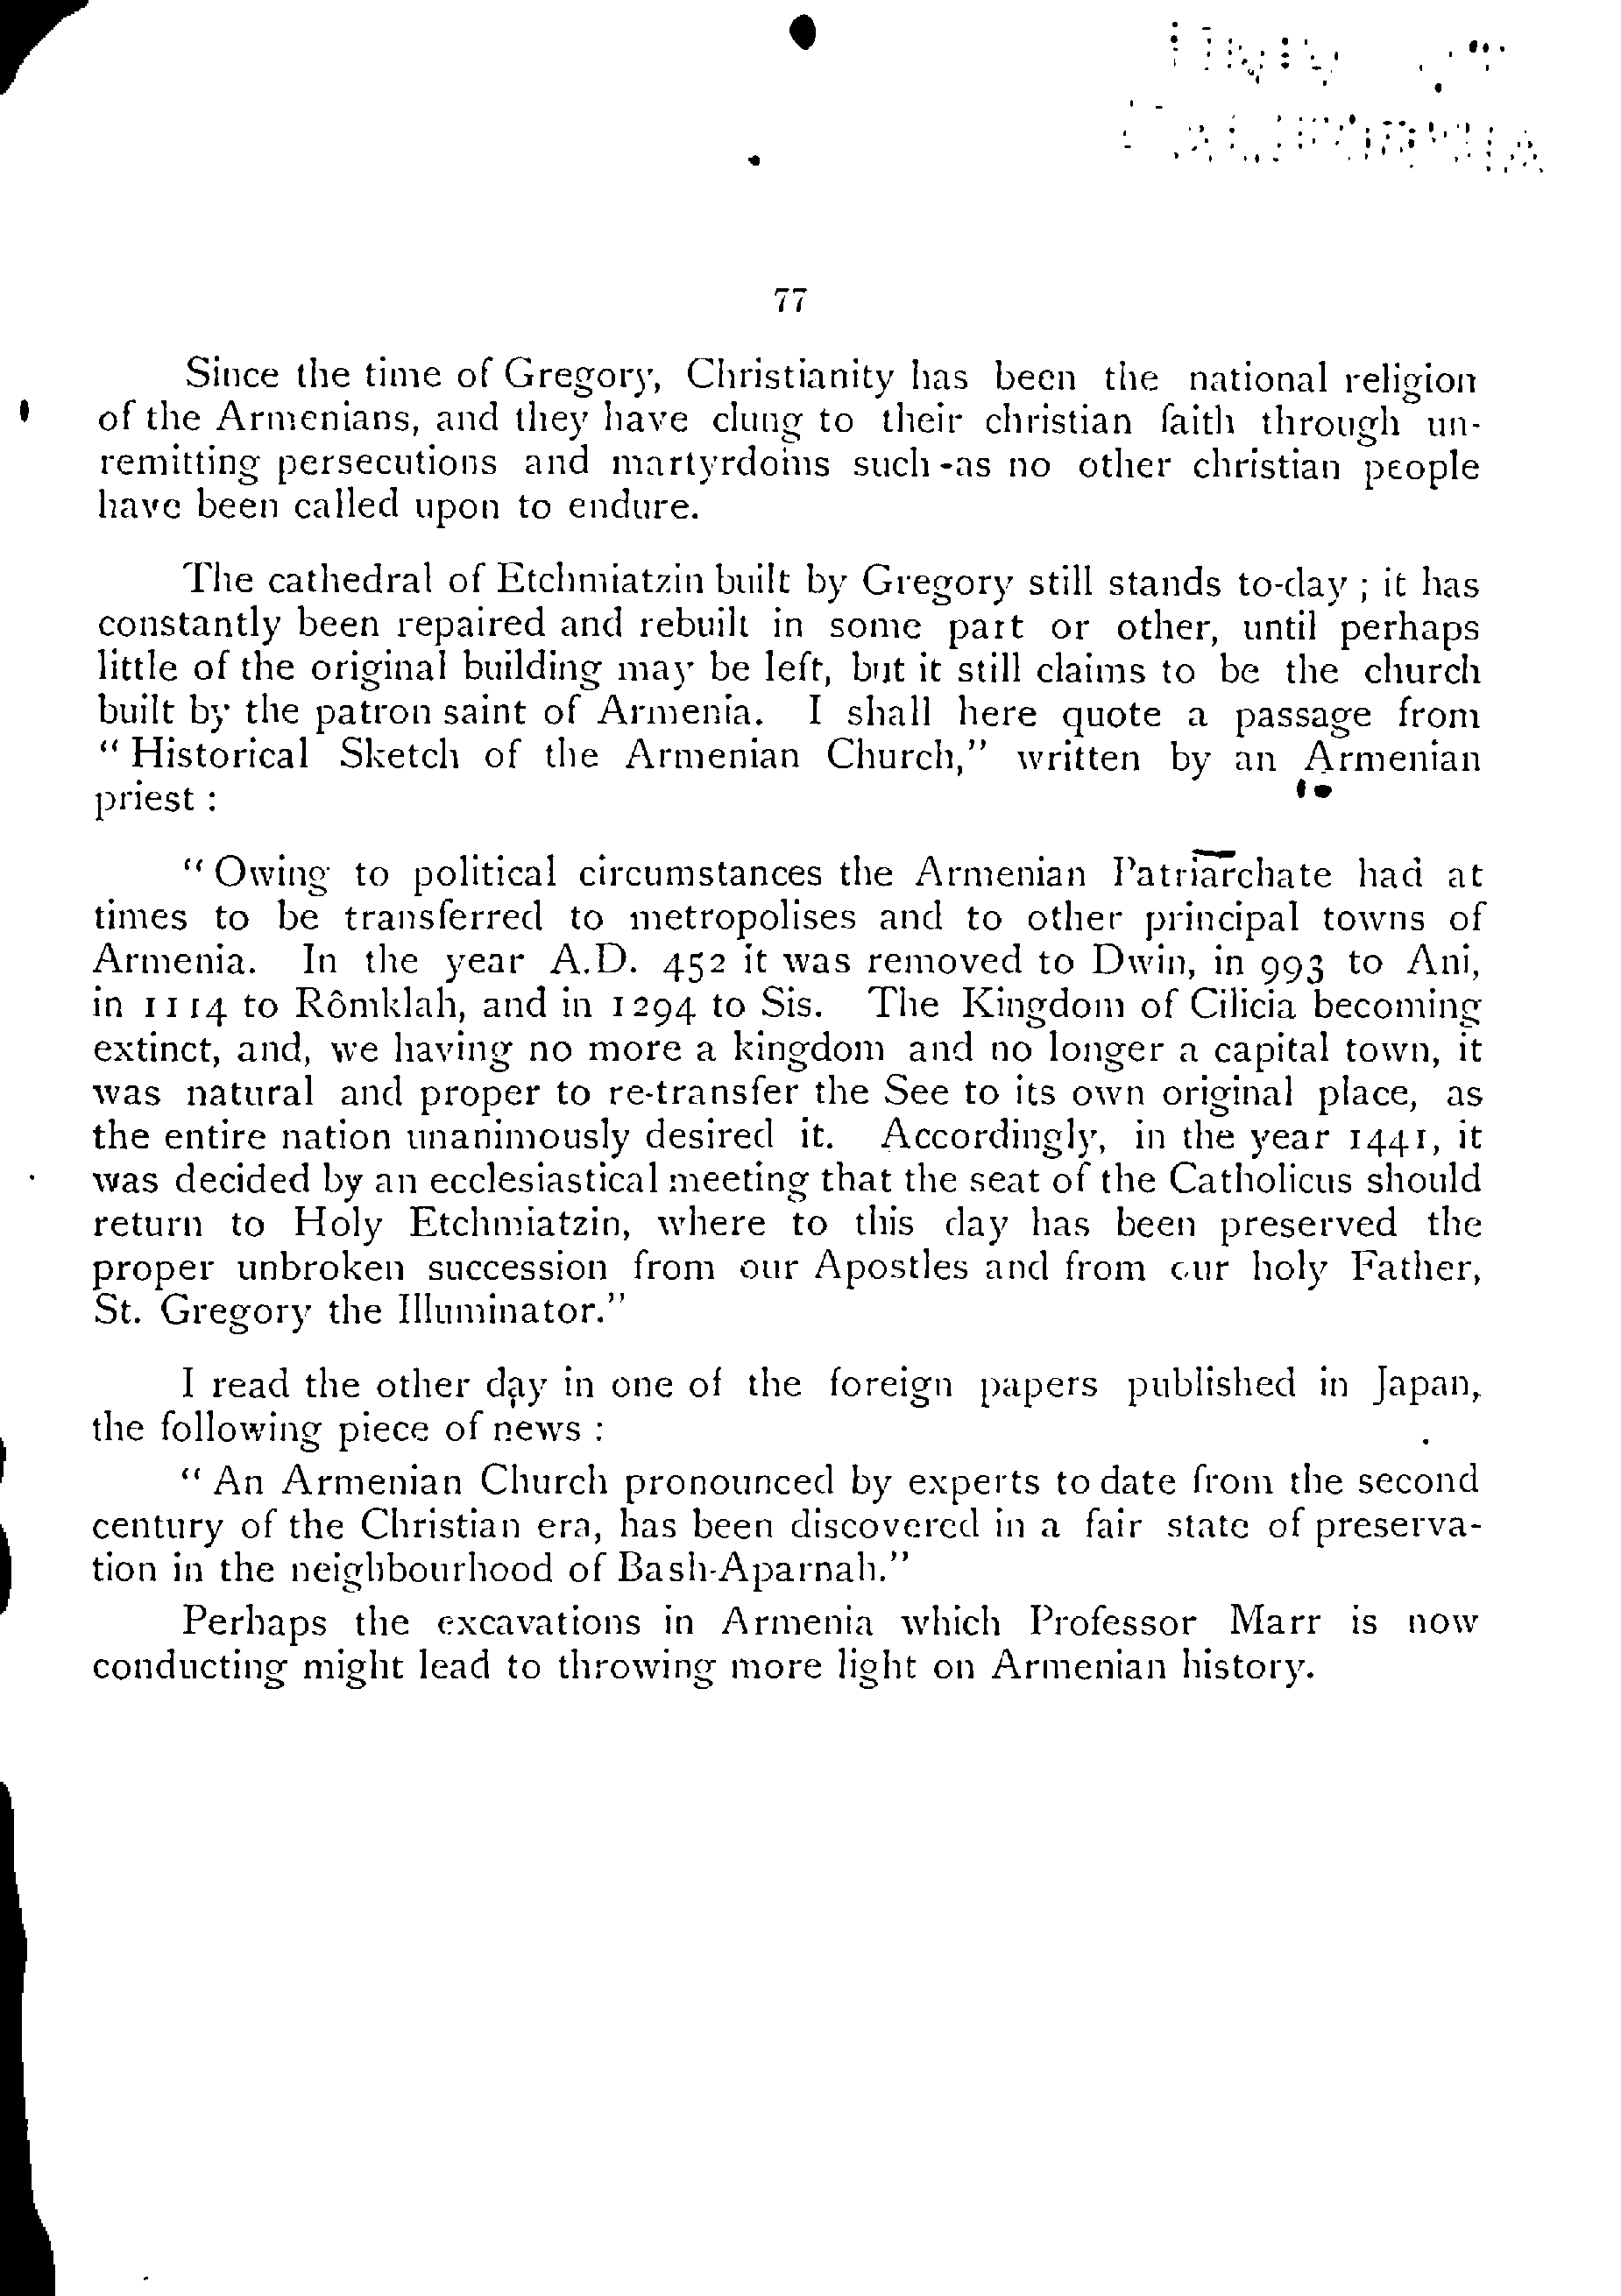 77
Since the time of Gregory, Christianity has been the national religion
of the Armenians, and they have clung to their christian faith through un-
remitting persecutions and martyrdoms such as no other christian people
have been called upon to endure.
The cathedral of Etchmiatzin built by Gregory still stands to-day ; it has
constantly been repaired and rebuilt in some part or other, until perhaps
little of the original building may be left, but it still claims to be the church
built by the patron saint of Armenia. I shall here quote a passage from
“ Historical Sketch of the Armenian Church,” written by an Armenian
priest :
“ Owing to political circumstances the Armenian Patriarchate had at
times to be transferred to metropolises and to other principal towns of
Armenia. In the year A.D. 452 it was removed to Dwin, in 993 to Ani,
in 1114 to Rômklah, and in 1294 to Sis. The Kingdom of Cilicia becoming
extinct, and, we having no more a kingdom and no longer a capital town, it
was natural and proper to re-transfer the See to its own original place, as
the entire nation unanimously desired it. Accordingly, in the year 1441, it
was decided by an ecclesiastical meeting that the seat of the Catholicus should
return to Holy Etchmiatzin, where to this day has been preserved the
proper unbroken succession from our Apostles and from our holy Father,
St. Gregory the Illuminator.”
I read the other day in one of the foreign papers published in Japan,
the following piece of news :
“ An Armenian Church pronounced by experts to date from the second
century of the Christian era, has been discovered in a fair state of preserva-
tion in the neighbourhood of Bash-Aparnah.”
Perhaps the excavations in Armenia which Professor Marr is now
conducting might lead to throwing more light on Armenian history.